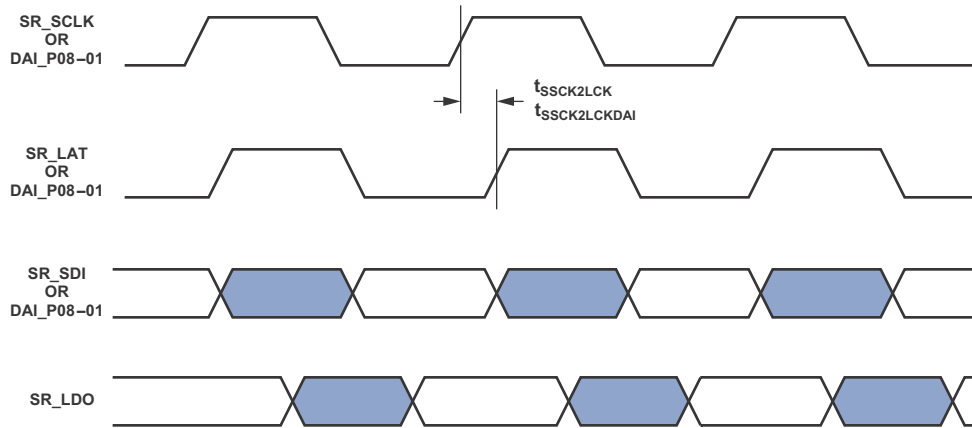 SR_SCLK
OR
DAI_P08–01
tSSCK2LCK
tSSCK2LCKDAI
SR_LAT
OR
DAI_P08–01
SR_SDI
OR
DAI_P08–01
SR_LDO